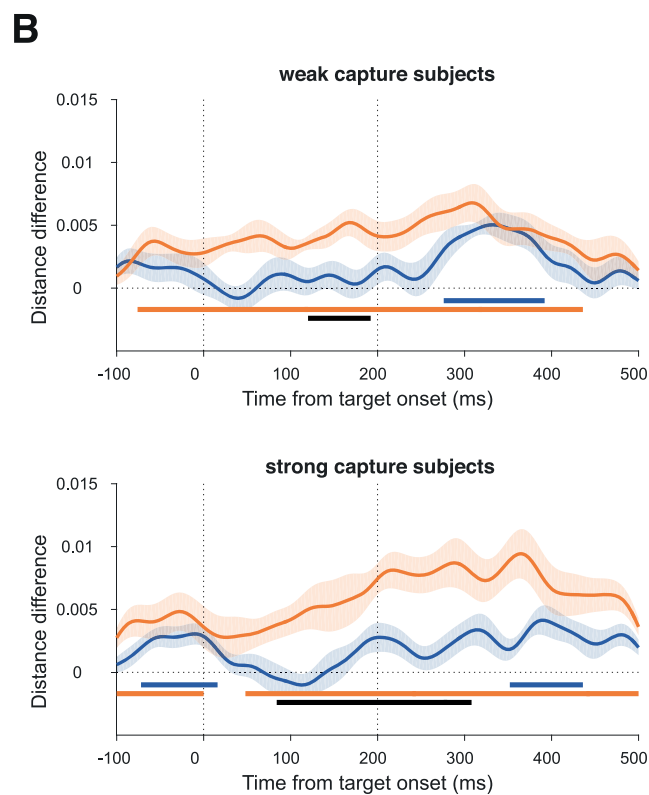 B
weak capture subjects
0.015
0.01
0.005
0
Distance difference
-100 0 100 200 300 400 500
Time from target onset (ms)
strong capture subjects
0.015
0.01
0.005
0
Distance difference
-100 0 100 200 300 400 500
Time from target onset (ms)